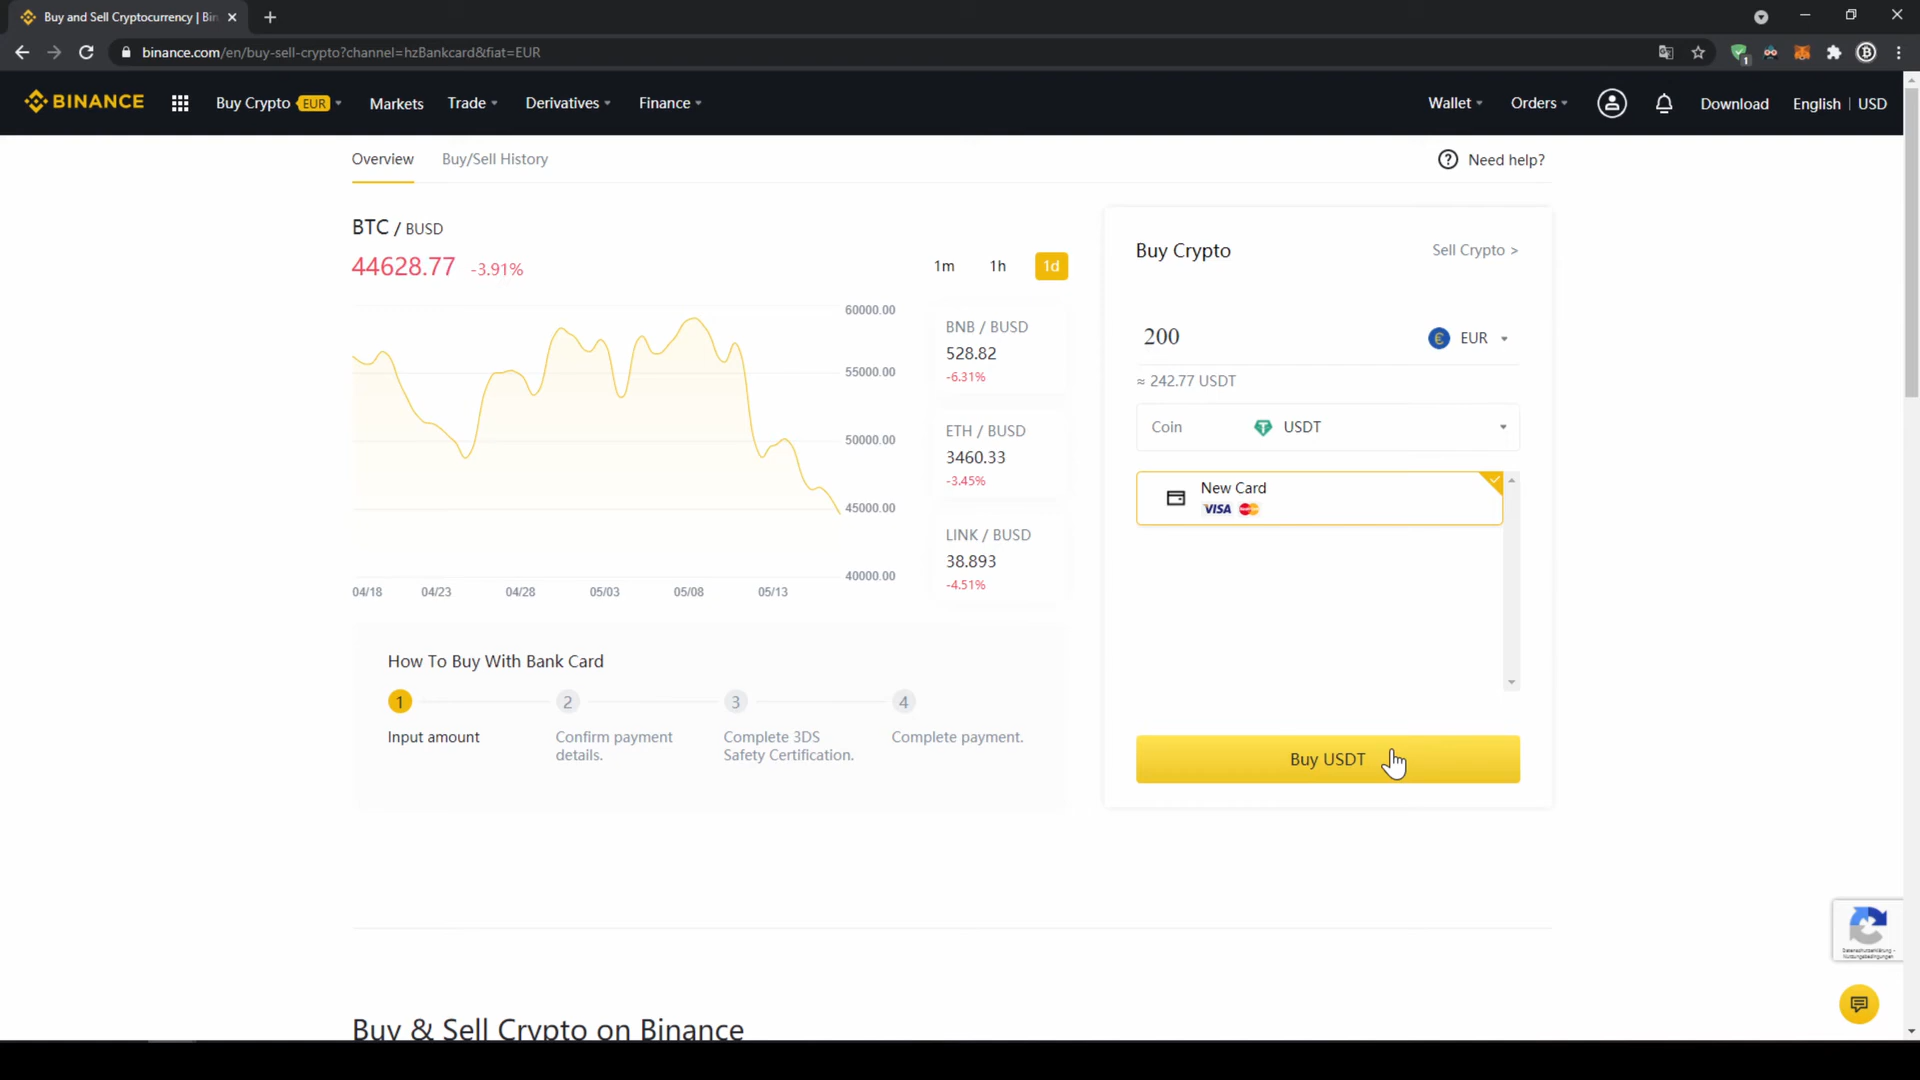 Buy and Sell Cryptocurrency | Bin
binance.com/en/buy-sell-crypto?channel=hzBankcard&fiat=EUR
1
BINANCE
Buy Crypto EUR
Markets
Trade
Derivatives
Finance
Wallet
Orders
Download
English | USD
Overview
Buy/Sell History
Need help?
BTC / BUSD
44628.77 -3.91%
1m 1h 1d
60000.00
55000.00
50000.00
45000.00
40000.00
04/18 04/23 04/28 05/03 05/08 05/13
BNB / BUSD
528.82
-6.31%
ETH / BUSD
3460.33
-3.45%
LINK / BUSD
38.893
-4.51%
Buy Crypto
Sell Crypto >
200
EUR
≈ 242.77 USDT
Coin USDT
New Card
VISA
Buy USDT
How To Buy With Bank Card
1 2 3 4
Input amount
Confirm payment
details.
Complete 3DS
Safety Certification.
Complete payment.
Datenschutzerklärung -
Nutzungsbedingungen
Buy & Sell Crypto on Binance